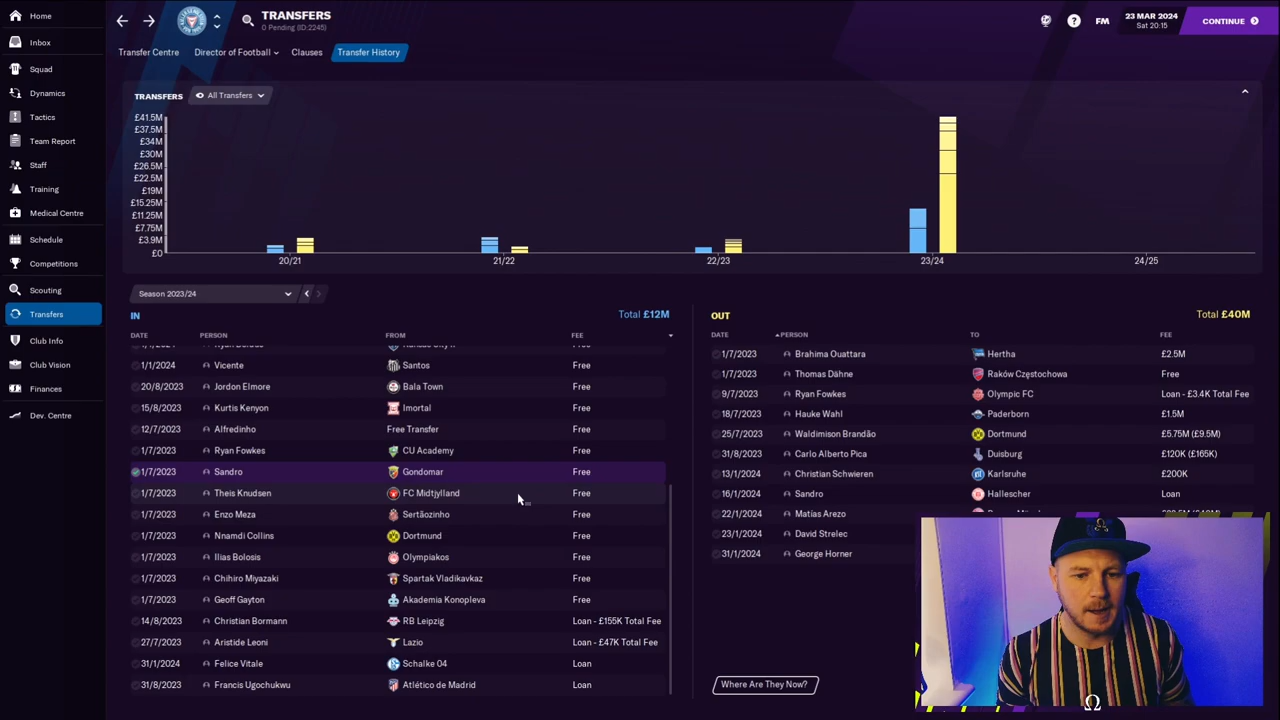 Home
TRANSFERS
0 Pending (ID:2245)
FM
23 MAR 2024
Sat 20:15
CONTINUE
Inbox
Transfer Centre
Director of Football
Clauses
Transfer History
Squad
Dynamics
TRANSFERS
All Transfers
Tactics
Team Report
Staff
Training
Medical Centre
Schedule
Competitions
Scouting
Transfers
Club Info
Club Vision
Finances
Dev. Centre
£41.5M
£37.5M
£34M
£30M
£26.5M
£22.5M
£19M
£15.25M
£11.25M
£7.75M
£3.9M
£0
20/21
21/22
22/23
23/24
24/25
Season 2023/24
IN
Total £12M
DATE PERSON FROM FEE
1/1/2024 Vicente Santos Free
20/8/2023 Jordon Elmore Bala Town Free
15/8/2023 Kurtis Kenyon Imortal Free
12/7/2023 Alfredinho Free Transfer Free
1/7/2023 Ryan Fowkes CU Academy Free
1/7/2023 Sandro Gondomar Free
1/7/2023 Theis Knudsen FC Midtjylland Free
1/7/2023 Enzo Meza Sertãozinho Free
1/7/2023 Nnamdi Collins Dortmund Free
1/7/2023 Ilias Bolosis Olympiakos Free
1/7/2023 Chihiro Miyazaki Spartak Vladikavkaz Free
1/7/2023 Geoff Gayton Akademia Konopleva Free
14/8/2023 Christian Bormann RB Leipzig Loan - £155K Total Fee
27/7/2023 Aristide Leoni Lazio Loan - £47K Total Fee
31/1/2024 Felice Vitale Schalke 04 Loan
31/8/2023 Francis Ugochukwu Atlético de Madrid Loan
OUT
Total £40M
DATE PERSON TO FEE
1/7/2023 Brahima Ouattara Hertha £2.5M
1/7/2023 Thomas Dähne Raków Częstochowa Free
9/7/2023 Ryan Fowkes Olympic FC Loan - £3.4K Total Fee
18/7/2023 Hauke Wahl Paderborn £1.5M
25/7/2023 Waldimison Brandão Dortmund £5.75M (£9.5M)
31/8/2023 Carlo Alberto Pica Duisburg £120K (£165K)
13/1/2024 Christian Schwieren Karlsruhe £200K
16/1/2024 Sandro Hallescher Loan
22/1/2024 Matías Arezo
23/1/2024 David Strelec
31/1/2024 George Horner
Where Are They Now?